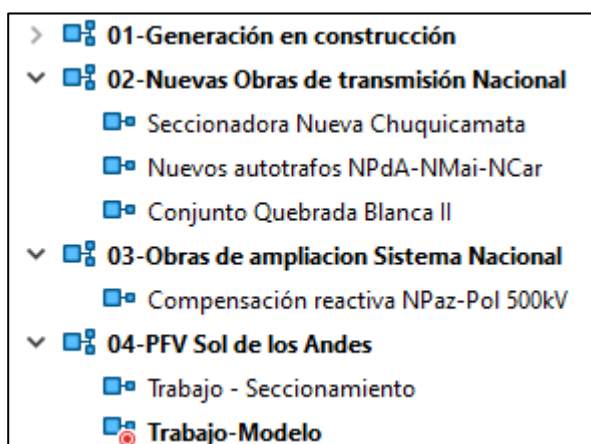 01-Generación en construcción
02-Nuevas Obras de transmisión Nacional
Seccionadora Nueva Chuquicamata
Nuevos autotrafos NPdA-NMai-NCar
Conjunto Quebrada Blanca II
03-Obras de ampliacion Sistema Nacional
Compensación reactiva NPaz-Pol 500kV
04-PFV Sol de los Andes
Trabajo - Seccionamiento
Trabajo-Modelo